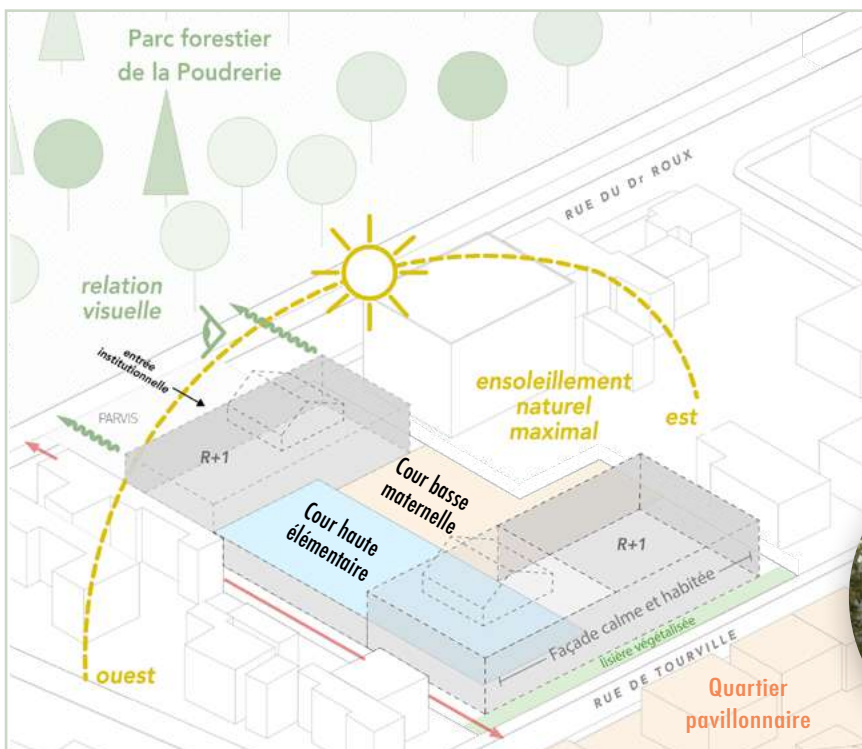 Parc forestier
de la Poudrerie
RUE DU Dr ROUX
relation
visuelle
entrée
institutionnelle
PARVIS
ensoleillement
naturel
maximal
est
R+1
Cour basse
maternelle
Cour haute
élémentaire
R+1
Façade calme et habitée
lisière végétalisée
RUE DE TOURVILLE
ouest
Quartier
pavillonnaire